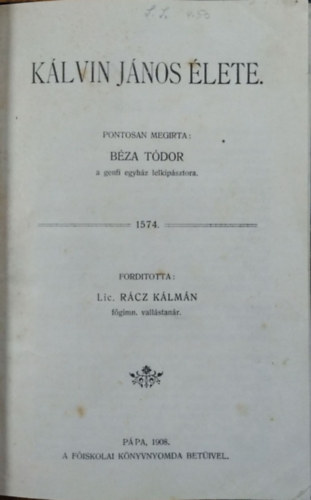 KÁLVIN JÁNOS ÉLETE.
PONTOSAN MEGIRTA:
BÉZA TÓDOR
a genfi egyház lelkipásztora.
1574.
FORDITOTTA:
Lic. RÁCZ KÁLMÁN
főgimn. vallástanár.
PÁPA, 1908.
A FŐISKOLAI KÖNYVNYOMDA BETŰIVEL.